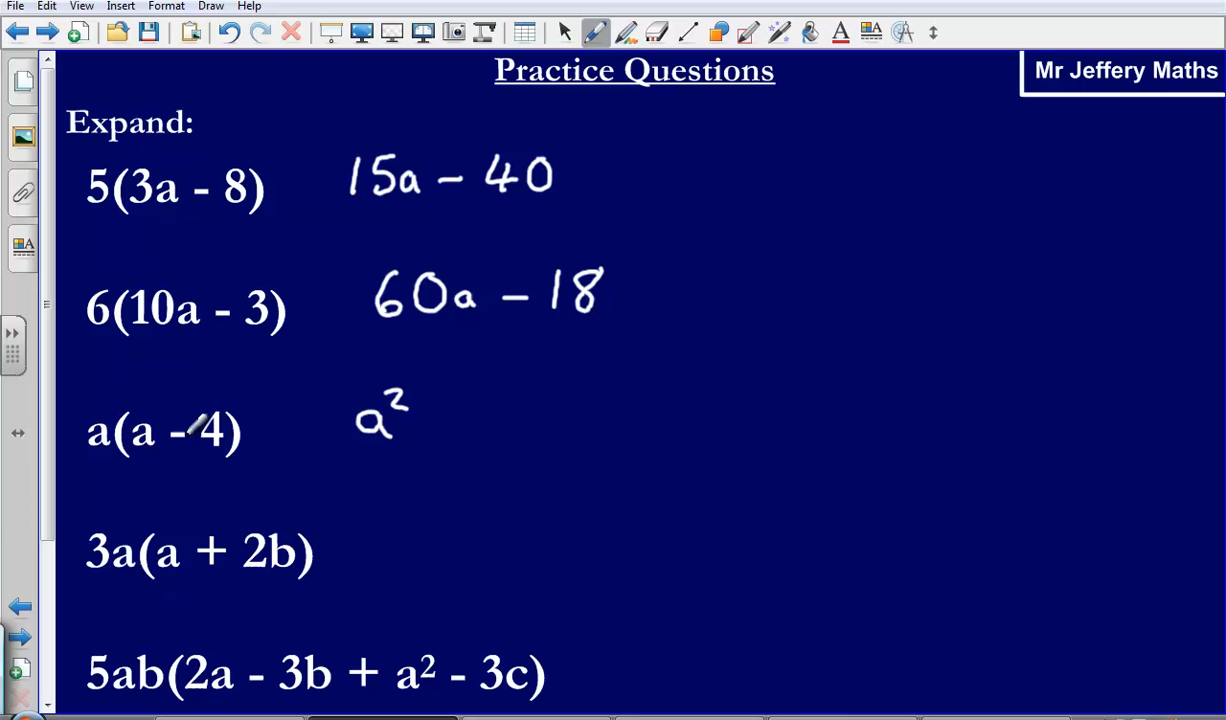 File Edit View Insert Format Draw Help
Practice Questions
Mr Jeffery Maths
Expand:
5(3a - 8) 15a - 40
6(10a - 3) 60a - 18
a(a - 4) a²
3a(a + 2b)
5ab(2a - 3b + a² - 3c)